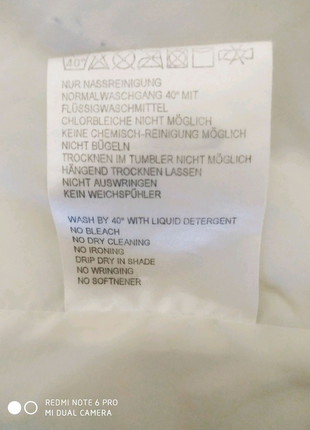 40°
NUR NASSREINIGUNG
NORMALWASCHGANG 40° MIT
FLÜSSIGWASCHMITTEL
CHLORBLEICHE NICHT MÖGLICH
KEINE CHEMISCH-REINIGUNG MÖGLICH
NICHT BÜGELN
TROCKNEN IM TUMBLER NICHT MÖGLICH
HÄNGEND TROCKNEN LASSEN
NICHT AUSWRINGEN
KEIN WEICHSPÜHLER
WASH BY 40° WITH LIQUID DETERGENT
NO BLEACH
NO DRY CLEANING
NO IRONING
DRIP DRY IN SHADE
NO WRINGING
NO SOFTNENER
REDMI NOTE 6 PRO
MI DUAL CAMERA